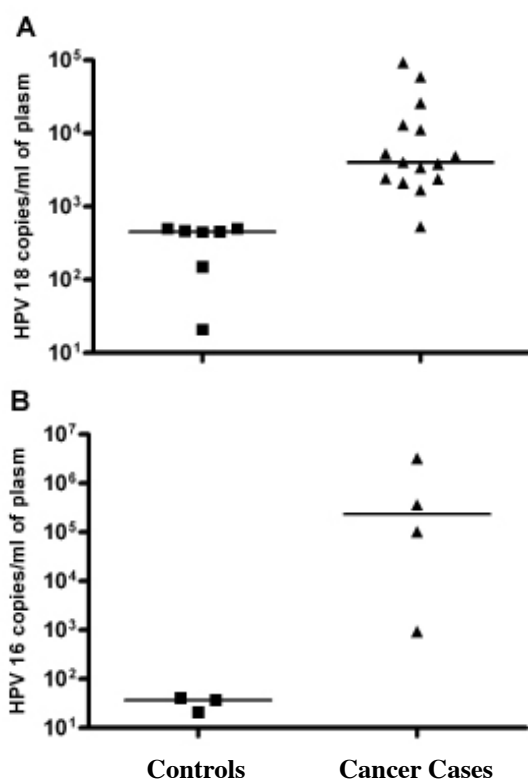 A
HPV 18 copies/ml of plasm
10⁵
10⁴
10³
10²
10¹
B
HPV 16 copies/ml of plasm
10⁷
10⁶
10⁵
10⁴
10³
10²
10¹
Controls Cancer Cases